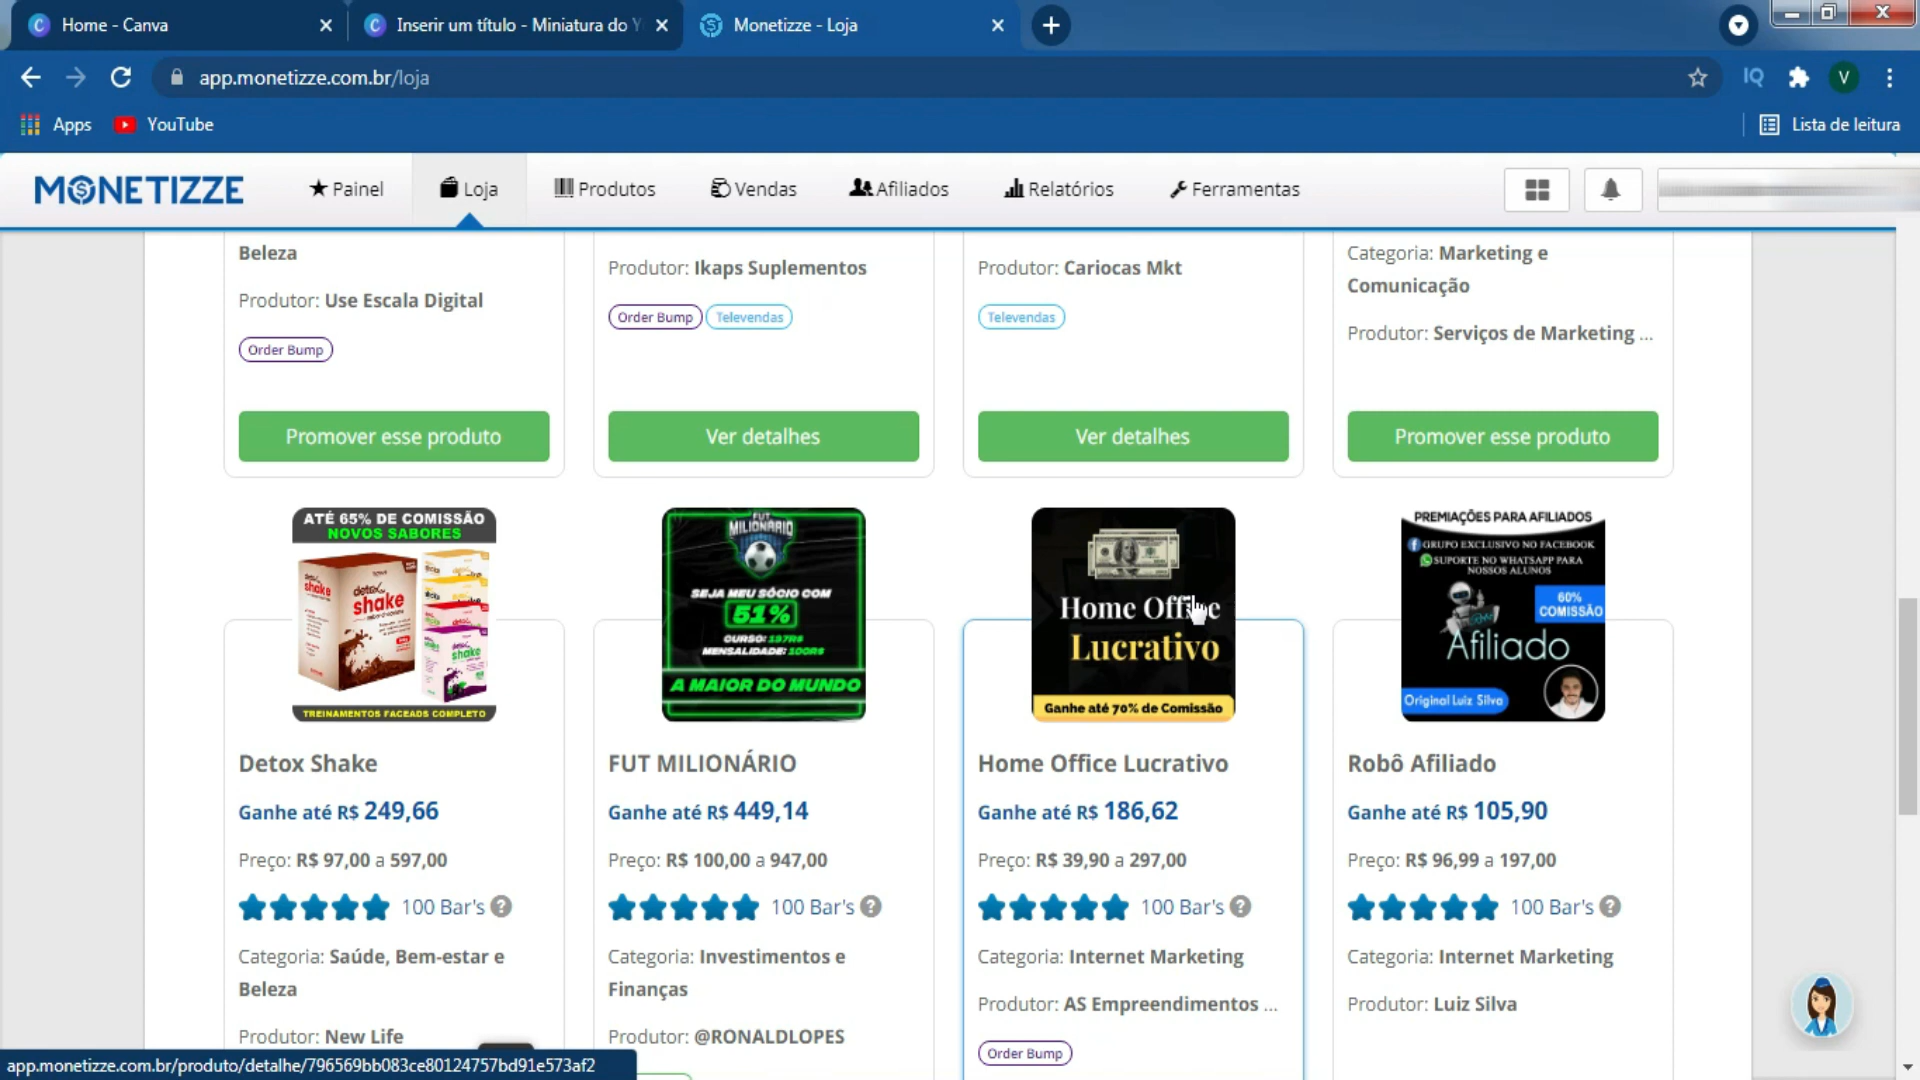 Home - Canva
Inserir um título - Miniatura do Y
Monetizze - Loja
app.monetizze.com.br/loja
IQ
V
Apps
YouTube
Lista de leitura
MONETIZZE
Painel
Loja
Produtos
Vendas
Afiliados
Relatórios
Ferramentas
Beleza
Produtor: Use Escala Digital
Order Bump
Promover esse produto
Produtor: Ikaps Suplementos
Order Bump
Televendas
Ver detalhes
Produtor: Cariocas Mkt
Televendas
Ver detalhes
Categoria: Marketing e
Comunicação
Produtor: Serviços de Marketing ...
Promover esse produto
ATÉ 65% DE COMISSÃO
NOVOS SABORES
detox
shake
TREINAMENTOS FACEADS COMPLETO
Detox Shake
Ganhe até R$ 249,66
Preço: R$ 97,00 a 597,00
100 Bar's ?
Categoria: Saúde, Bem-estar e
Beleza
Produtor: New Life
FUT
MILIONÁRIO
SEJA MEU SÓCIO COM
51%
CURSO: 197R$
MENSALIDADE: 100R$
A MAIOR DO MUNDO
FUT MILIONÁRIO
Ganhe até R$ 449,14
Preço: R$ 100,00 a 947,00
100 Bar's ?
Categoria: Investimentos e
Finanças
Produtor: @RONALDLOPES
Home Office
Lucrativo
Ganhe até 70% de Comissão
Home Office Lucrativo
Ganhe até R$ 186,62
Preço: R$ 39,90 a 297,00
100 Bar's ?
Categoria: Internet Marketing
Produtor: AS Empreendimentos ...
Order Bump
PREMIAÇÕES PARA AFILIADOS
GRUPO EXCLUSIVO NO FACEBOOK
SUPORTE NO WHATSAPP PARA
NOSSOS ALUNOS
60%
COMISSÃO
Afiliado
Original Luiz Silva
Robô Afiliado
Ganhe até R$ 105,90
Preço: R$ 96,99 a 197,00
100 Bar's ?
Categoria: Internet Marketing
Produtor: Luiz Silva
app.monetizze.com.br/produto/detalhe/796569bb083ce80124757bd91e573af2